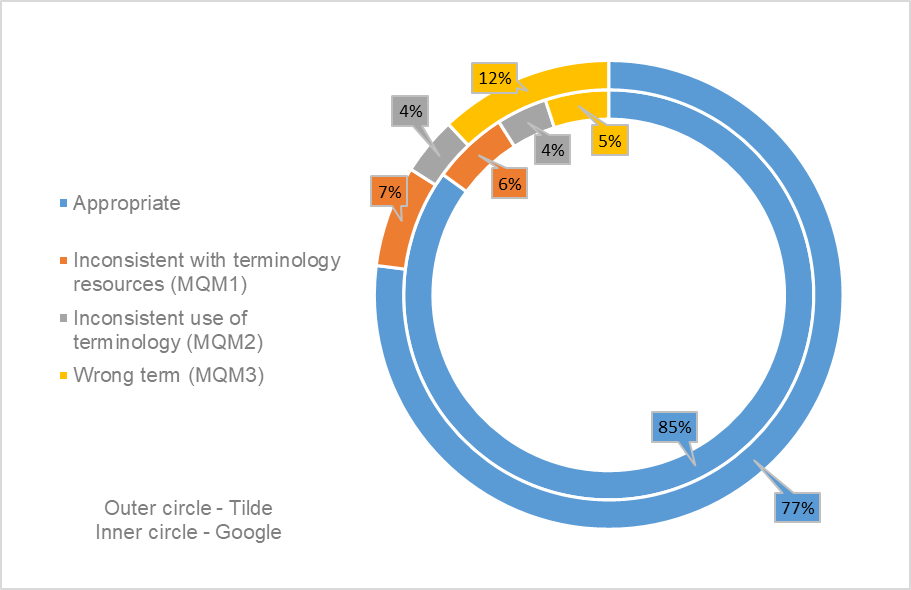 12%
4%
4%
5%
7%
6%
Appropriate
Inconsistent with terminology
resources (MQM1)
Inconsistent use of
terminology (MQM2)
Wrong term (MQM3)
85%
77%
Outer circle - Tilde
Inner circle - Google